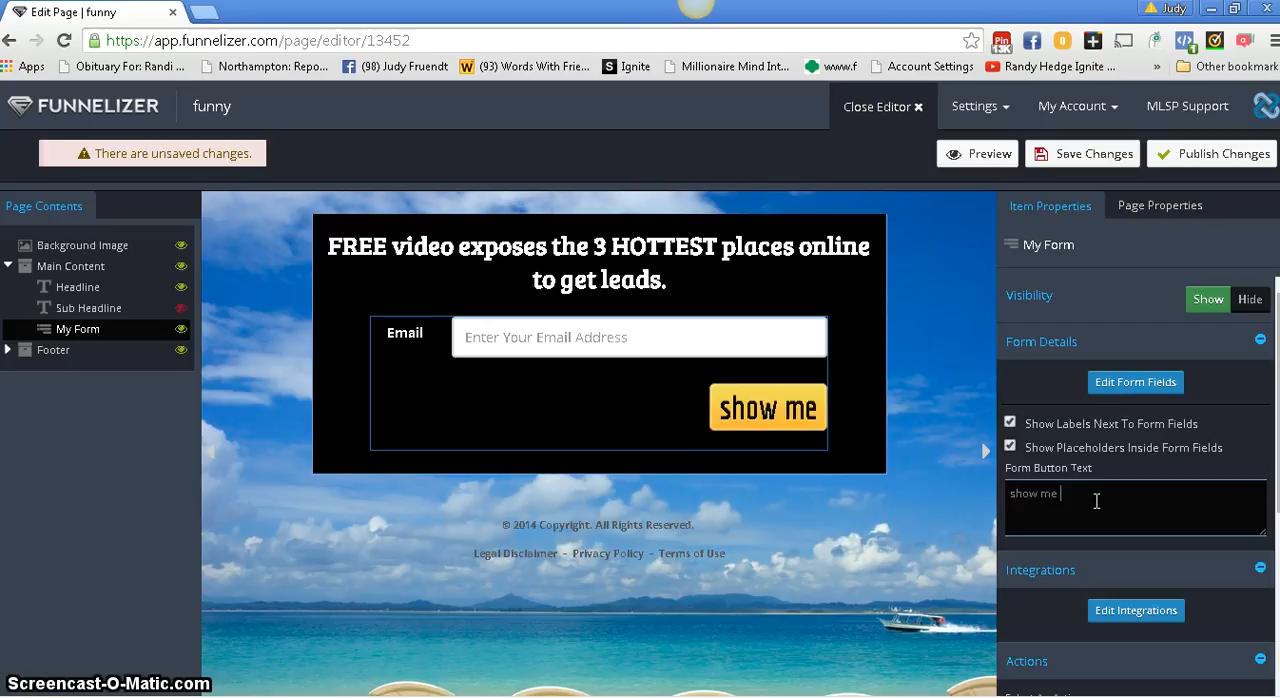 Edit Page | funny
Judy
https://app.funnelizer.com/page/editor/13452
Pin
Apps
Obituary For: Randi ...
Northampton:repo...
(98) Judy Fruendt
W
(93) Words With Frie...
S
Ignite
Millionaire Mind Int...
www.f
Account Settings
Randy Hedge Ignite ...
»
Other bookmark
FUNNELIZER
funny
Close Editor ✖
Settings
My Account
MLSP Support
There are unsaved changes.
Preview
Save Changes
Publish Changes
Page Contents
Background Image
Main Content
Headline
Sub Headline
My Form
Footer
FREE video exposes the 3 HOTTEST places online
to get leads.
Email
Enter Your Email Address
show me
© 2014 Copyright. All Rights Reserved.
Legal Disclaimer - Privacy Policy - Terms of Use
Item Properties
Page Properties
My Form
Visibility
Show
Hide
Form Details
Edit Form Fields
Show Labels Next To Form Fields
Show Placeholders Inside Form Fields
Form Button Text
show me
Integrations
Edit Integrations
Actions
Screencast-O-Matic.com